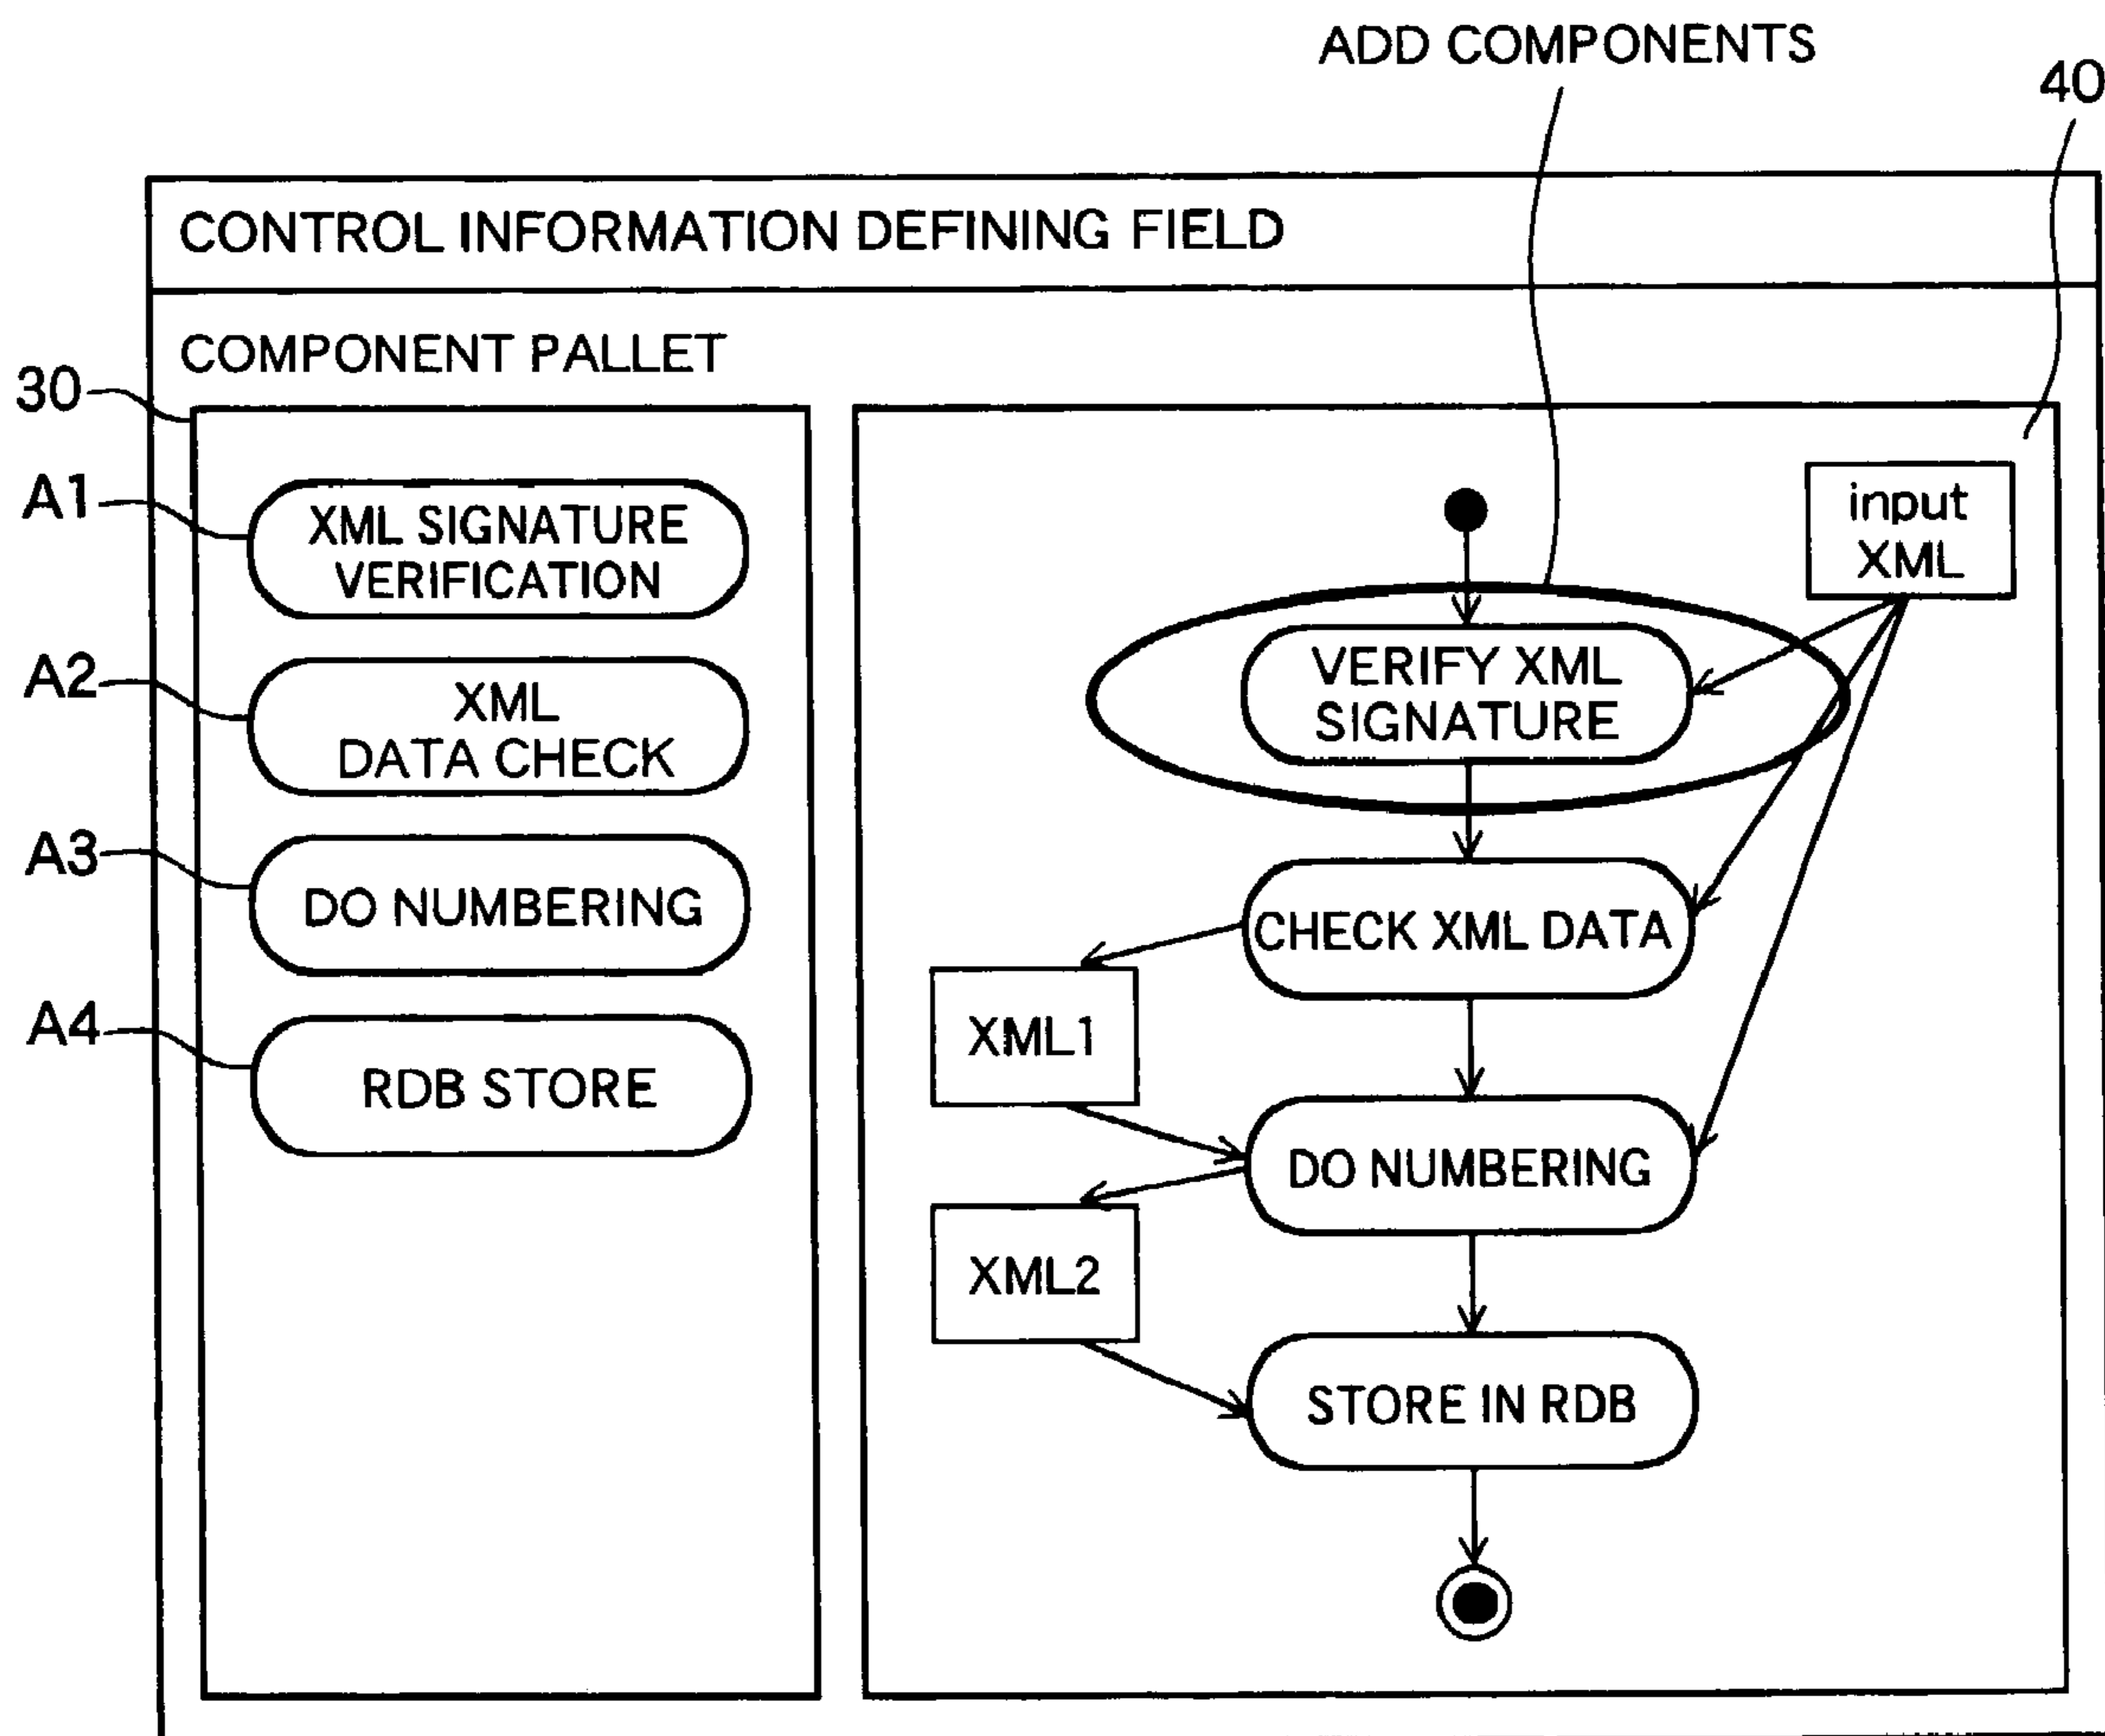 ADD COMPONENTS
40
CONTROL INFORMATION DEFINING FIELD
COMPONENT PALLET
30
A1
XML SIGNATURE
VERIFICATION
A2
XML
DATA CHECK
A3
DO NUMBERING
A4
RDB STORE
input
XML
VERIFY XML
SIGNATURE
CHECK XML DATA
XML1
DO NUMBERING
XML2
STORE IN RDB